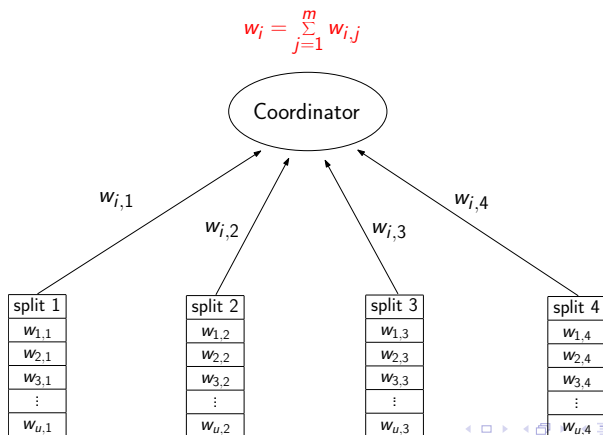 w_i = \sum_{j=1}^{m} w_{i,j}
Coordinator
w_{i,1} w_{i,2} w_{i,3} w_{i,4}
split 1 split 2 split 3 split 4
w_{1,1} w_{1,2} w_{1,3} w_{1,4}
w_{2,1} w_{2,2} w_{2,3} w_{2,4}
w_{3,1} w_{3,2} w_{3,3} w_{3,4}
⋮ ⋮ ⋮ ⋮
w_{u,1} w_{u,2} w_{u,3} w_{u,4}